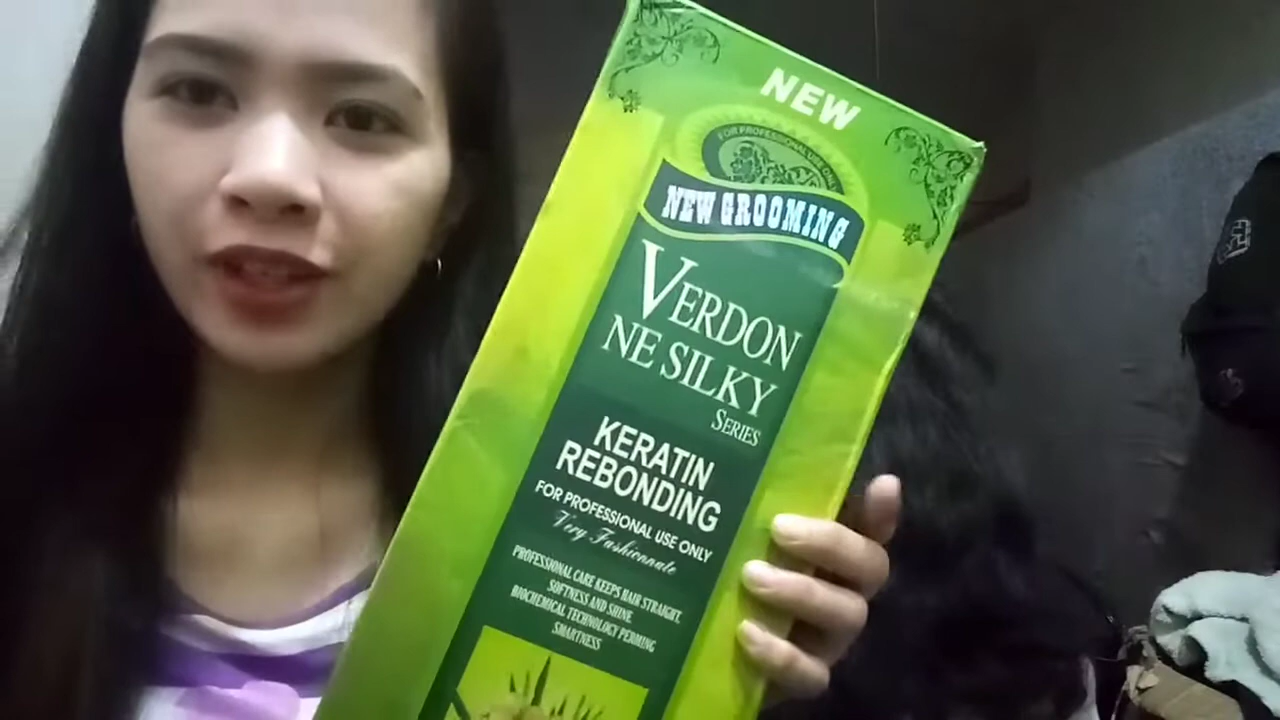 NEW
FOR PROFESSIONAL USE ONLY
NEW GROOMING
VERDON
NE SILKY
SERIES
KERATIN
REBONDING
FOR PROFESSIONAL USE ONLY
Very Fashionnate
PROFESSIONAL CARE KEEPS HAIR STRAIGHT.
SOFTNESS AND SHINE
BIOCHEMICAL TECHNOLOGY PERMING
SMARTNESS